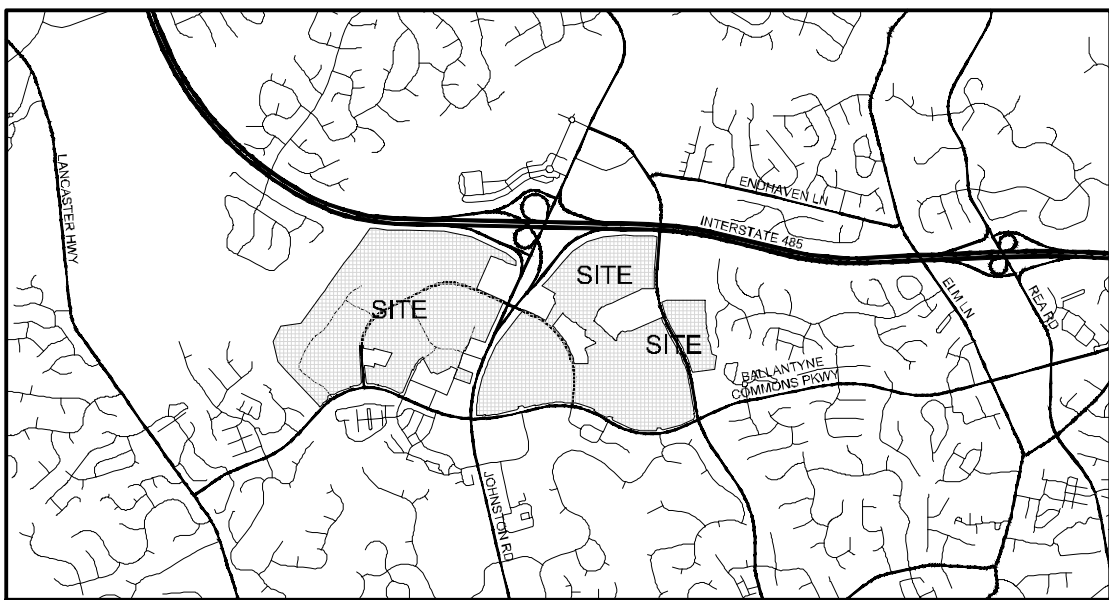 LANCASTER HWY
ENDHAVEN LN
INTERSTATE 485
SITE
SITE
SITE
ELM LN
REA RD
BALLANTYNE
COMMONS PKWY
JOHNSTON RD